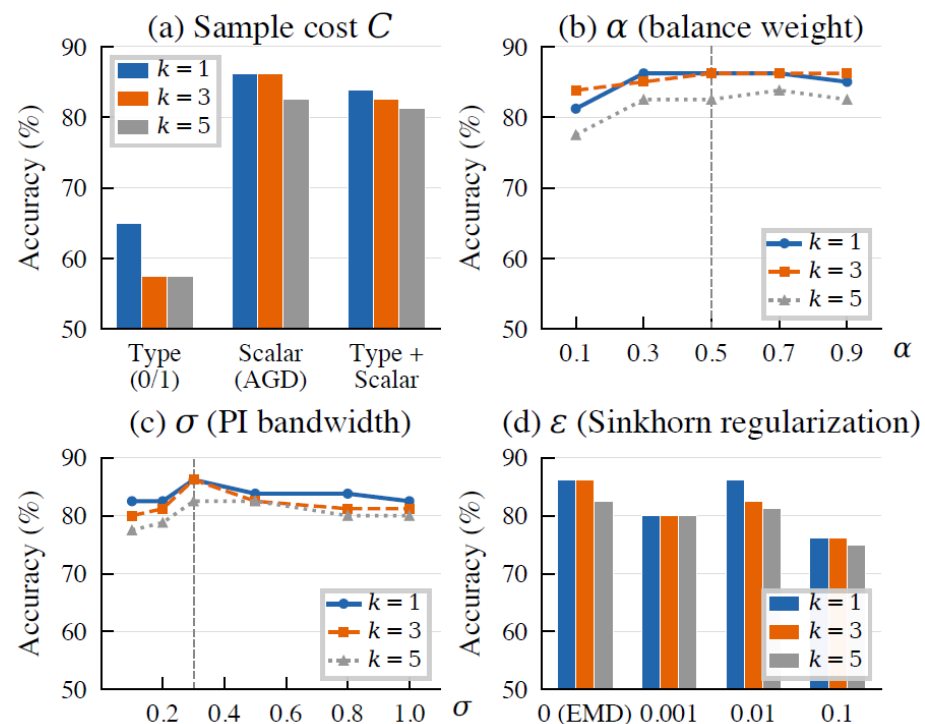 (a) Sample cost C
90
80
70
60
50
Accuracy (%)
k = 1
k = 3
k = 5
Type
(0/1)
Scalar
(AGD)
Type +
Scalar
(b) α (balance weight)
90
80
70
60
50
Accuracy (%)
k = 1
k = 3
k = 5
0.1 0.3 0.5 0.7 0.9 α
(c) σ (PI bandwidth)
90
80
70
60
50
Accuracy (%)
k = 1
k = 3
k = 5
0.2 0.4 0.6 0.8 1.0 σ
(d) ε (Sinkhorn regularization)
90
80
70
60
50
Accuracy (%)
k = 1
k = 3
k = 5
0 (EMD) 0.001 0.01 0.1